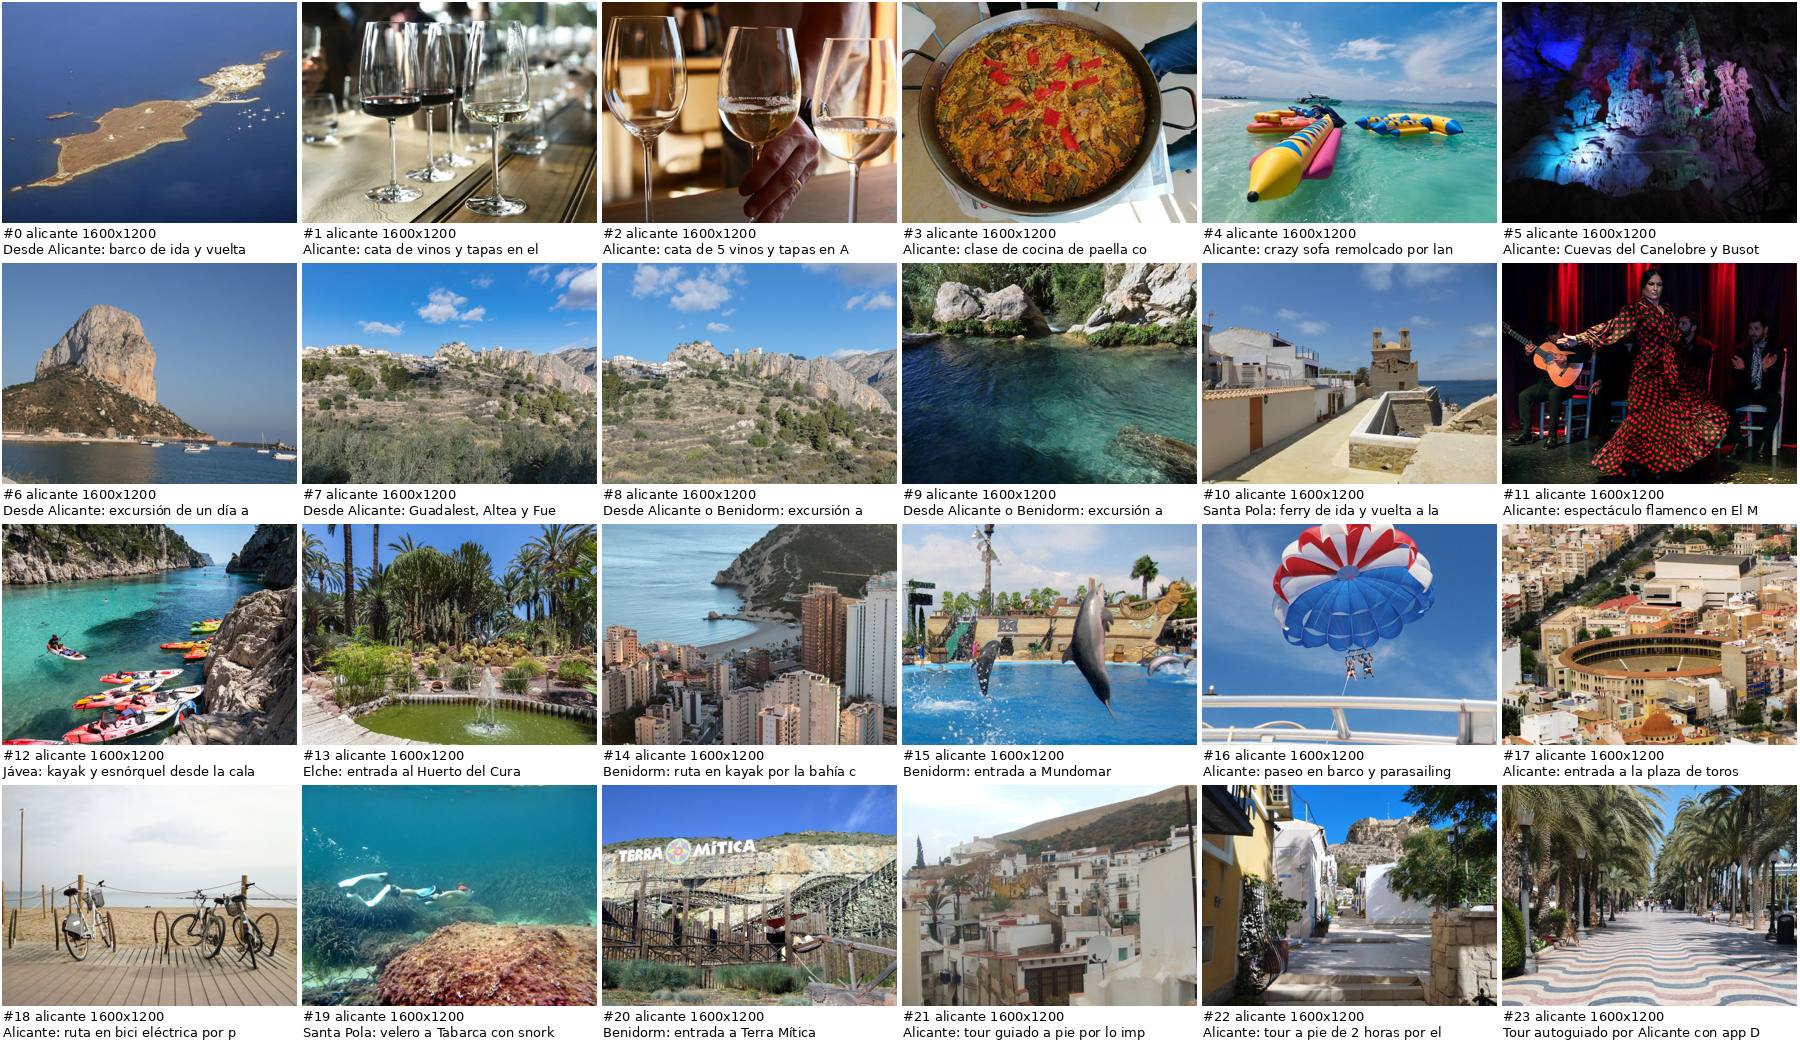 #0 alicante 1600x1200
Desde Alicante: barco de ida y vuelta
#1 alicante 1600x1200
Alicante: cata de vinos y tapas en el
#2 alicante 1600x1200
Alicante: cata de 5 vinos y tapas en A
#3 alicante 1600x1200
Alicante: clase de cocina de paella co
#4 alicante 1600x1200
Alicante: crazy sofa remolcado por lan
#5 alicante 1600x1200
Alicante: Cuevas del Canelobre y Busot
#6 alicante 1600x1200
Desde Alicante: excursión de un día a
#7 alicante 1600x1200
Desde Alicante: Guadalest, Altea y Fue
#8 alicante 1600x1200
Desde Alicante o Benidorm: excursión a
#9 alicante 1600x1200
Desde Alicante o Benidorm: excursión a
#10 alicante 1600x1200
Santa Pola: ferry de ida y vuelta a la
#11 alicante 1600x1200
Alicante: espectáculo flamenco en El M
#12 alicante 1600x1200
Jávea: kayak y esnórquel desde la cala
#13 alicante 1600x1200
Elche: entrada al Huerto del Cura
#14 alicante 1600x1200
Benidorm: ruta en kayak por la bahía c
#15 alicante 1600x1200
Benidorm: entrada a Mundomar
#16 alicante 1600x1200
Alicante: paseo en barco y parasailing
#17 alicante 1600x1200
Alicante: entrada a la plaza de toros
TERRA MÍTICA
#18 alicante 1600x1200
Alicante: ruta en bici eléctrica por p
#19 alicante 1600x1200
Santa Pola: velero a Tabarca con snork
#20 alicante 1600x1200
Benidorm: entrada a Terra Mítica
#21 alicante 1600x1200
Alicante: tour guiado a pie por lo imp
#22 alicante 1600x1200
Alicante: tour a pie de 2 horas por el
#23 alicante 1600x1200
Tour autoguiado por Alicante con app D